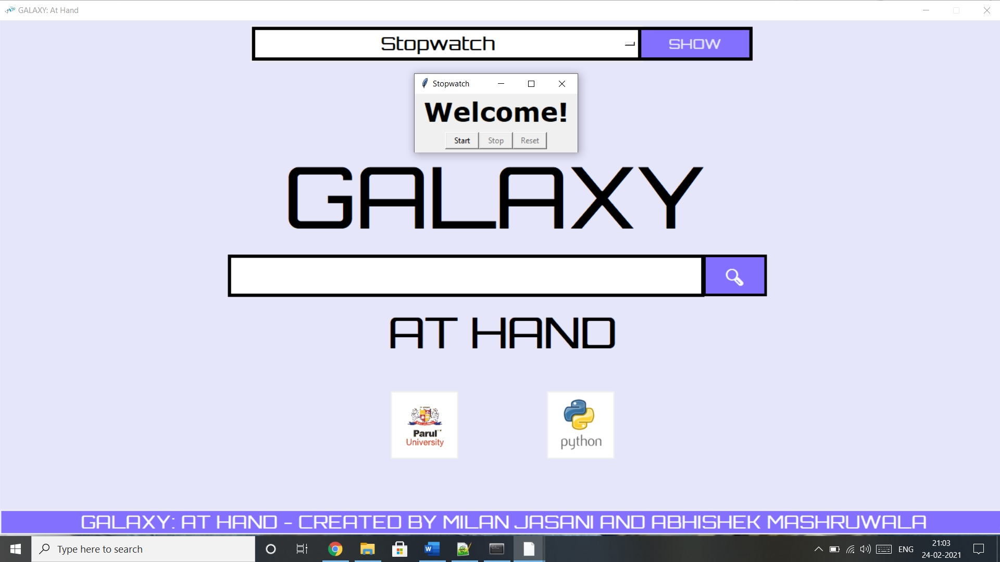 GALAXY: At Hand
Stopwatch
SHOW
Stopwatch
Welcome!
Start Stop Reset
GALAXY
AT HAND
Parul
University
python
GALAXY: AT HAND - CREATED BY MILAN JASANI AND ABHISHEK MASHRUWALA
Type here to search
W
ENG
21:03
24-02-2021